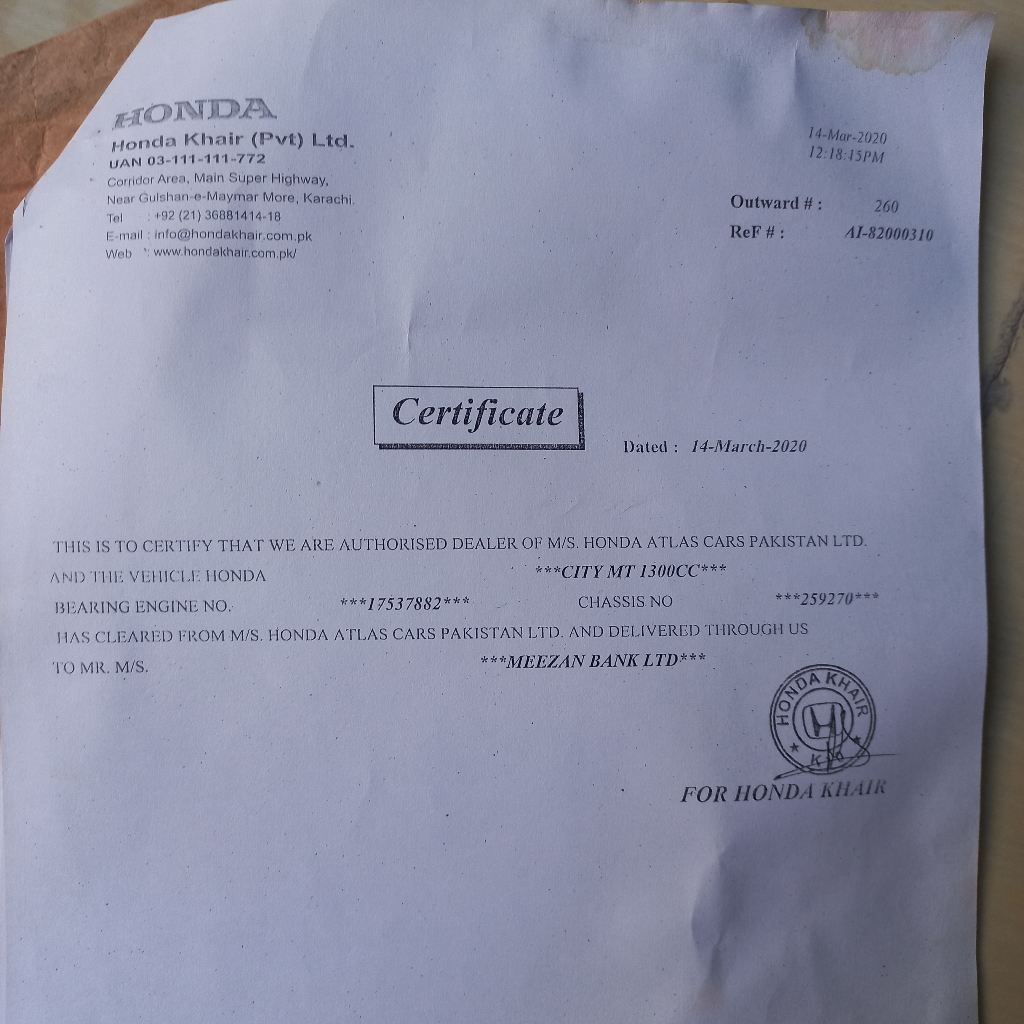 HONDA
Honda Khair (Pvt) Ltd.
UAN 03-111-111-772
Corridor Area, Main Super Highway,
Near Gulshan-e-Maymar More, Karachi.
Tel : +92 (21) 36881414-18
E-mail : info@hondakhair.com.pk
Web : www.hondakhair.com.pk/
14-Mar-2020
12:18:15PM
Outward # : 260
ReF # : AI-82000310
Certificate
Dated : 14-March-2020
THIS IS TO CERTIFY THAT WE ARE AUTHORISED DEALER OF M/S. HONDA ATLAS CARS PAKISTAN LTD.
AND THE VEHICLE HONDA ***CITY MT 1300CC***
BEARING ENGINE NO. ***17537882*** CHASSIS NO ***259270***
HAS CLEARED FROM M/S. HONDA ATLAS CARS PAKISTAN LTD. AND DELIVERED THROUGH US
TO MR. M/S. ***MEEZAN BANK LTD***
HONDA KHAIR
FOR HONDA KHAIR